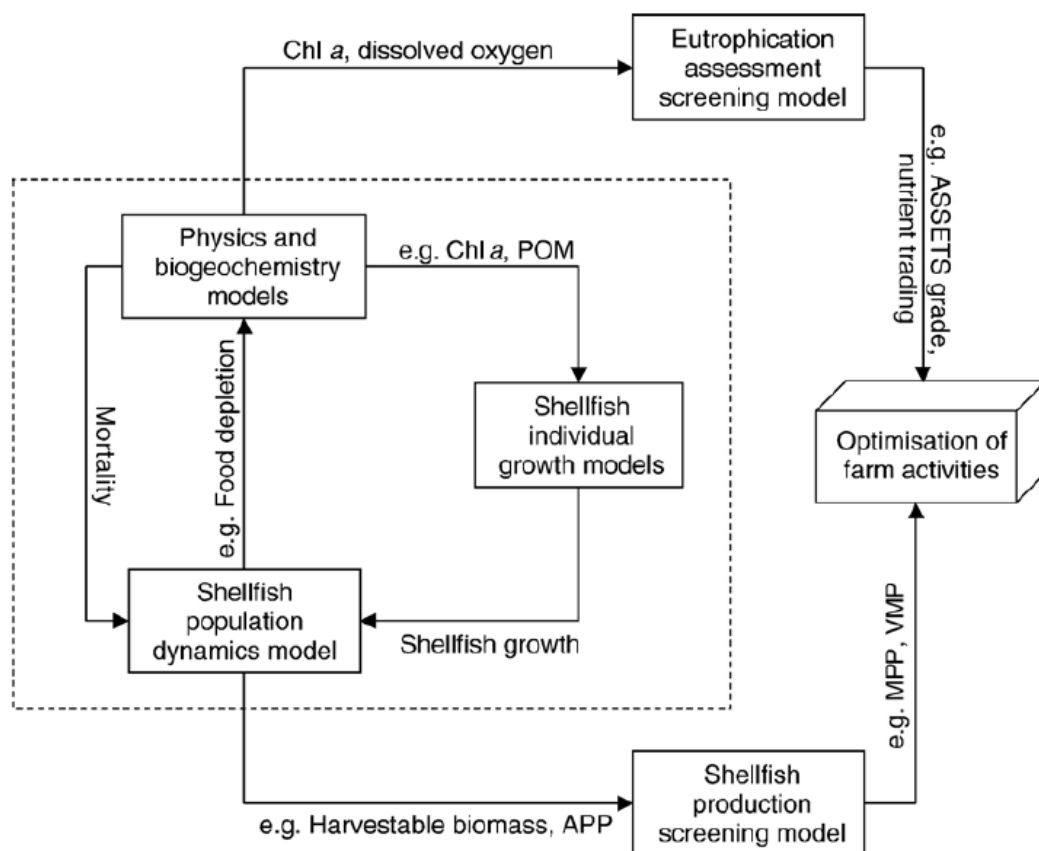 Chl a, dissolved oxygen
Eutrophication
assessment
screening model
e.g. ASSETS grade,
nutrient trading
Physics and
biogeochemistry
models
e.g. Chl a, POM
Mortality
e.g. Food depletion
Shellfish
individual
growth models
Optimisation of
farm activities
Shellfish
population
dynamics model
Shellfish growth
e.g. MPP, VMP
e.g. Harvestable biomass, APP
Shellfish
production
screening model